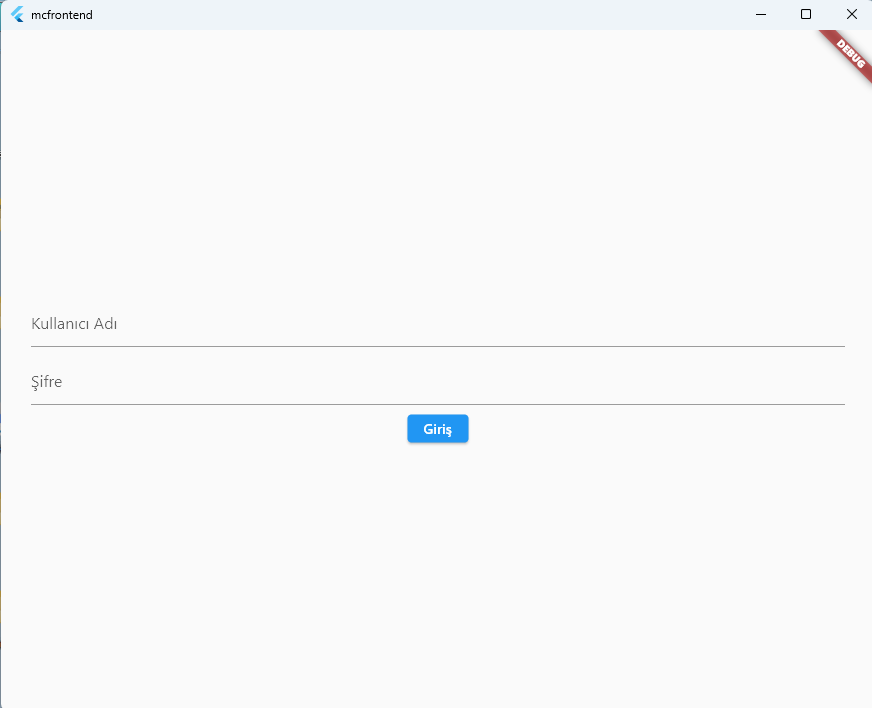 mcfrontend
DEBUG
Kullanıcı Adı
Şifre
Giriş